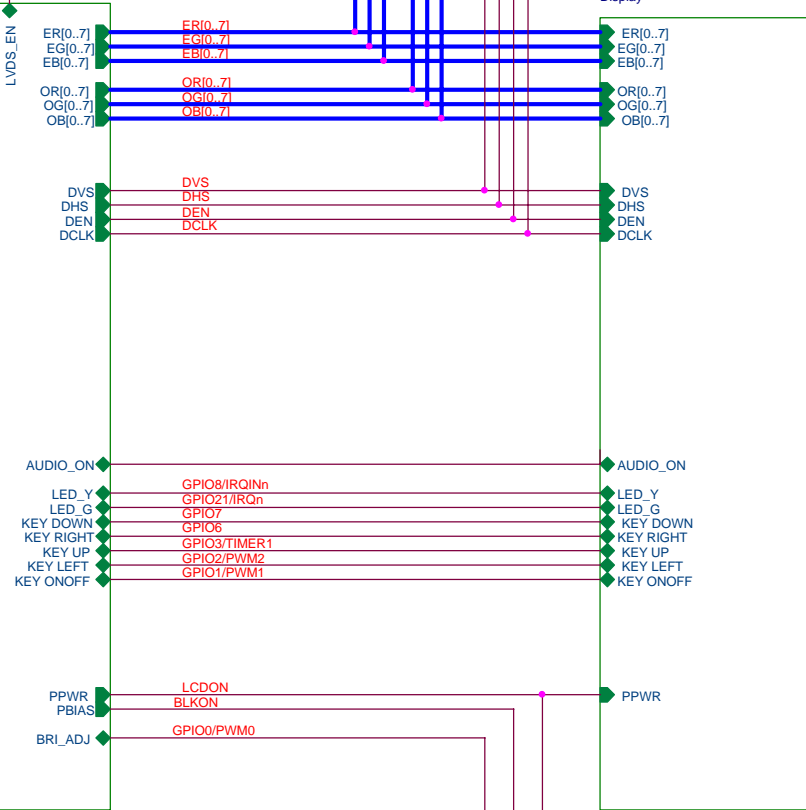 Display
LVDS_EN
ER[0..7] ER[0..7] ER[0..7]
EG[0..7] EG[0..7] EG[0..7]
EB[0..7] EB[0..7] EB[0..7]
OR[0..7] OR[0..7] OR[0..7]
OG[0..7] OG[0..7] OG[0..7]
OB[0..7] OB[0..7] OB[0..7]
DVS DVS DVS
DHS DHS DHS
DEN DEN DEN
DCLK DCLK DCLK
AUDIO_ON AUDIO_ON
LED_Y GPIO8/IRQINn LED_Y
LED_G GPIO21/IRQn LED_G
KEY DOWN GPIO7 KEY DOWN
KEY RIGHT GPIO6 KEY RIGHT
KEY UP GPIO3/TIMER1 KEY UP
KEY LEFT GPIO2/PWM2 KEY LEFT
KEY ONOFF GPIO1/PWM1 KEY ONOFF
PPWR LCDON PPWR
PBIAS BLKON
BRI_ADJ GPIO0/PWM0